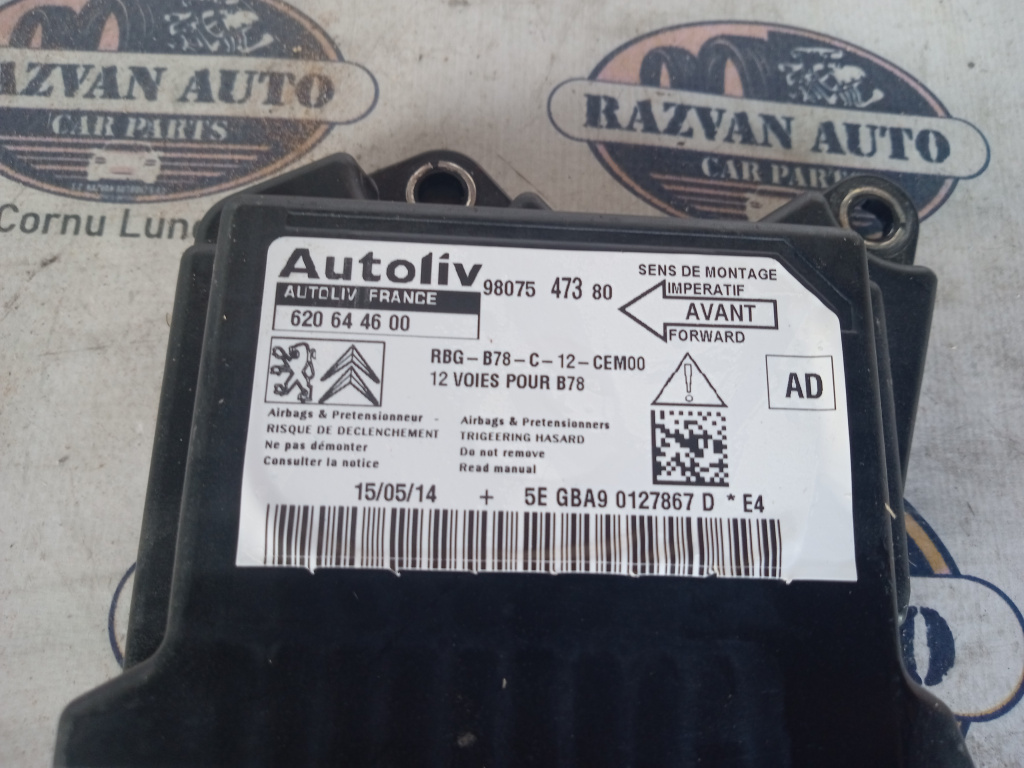 RAZVAN AUTO
CAR PARTS
Cornu Lun
RAZVAN AUTO
CAR PARTS
Autoliv
AUTOLIV FRANCE
620 64 46 00
98075 473 80
SENS DE MONTAGE
IMPERATIF
AVANT
FORWARD
RBG-B78-C-12-CEM00
12 VOIES POUR B78
AD
Airbags & Pretensionneur -
RISQUE DE DECLENCHEMENT
Ne pas démonter
Consulter la notice
Airbags & Pretensionners
TRIGEERING HASARD
Do not remove
Read manual
15/05/14 + 5E GBA9 0127867 D * E4